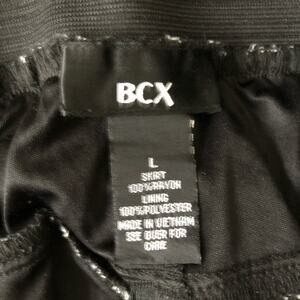 BCX
L
SKIRT
100%RAYON
LINING
100%POLYESTER
MADE IN VIETNAM
SEE OVER FOR
CARE